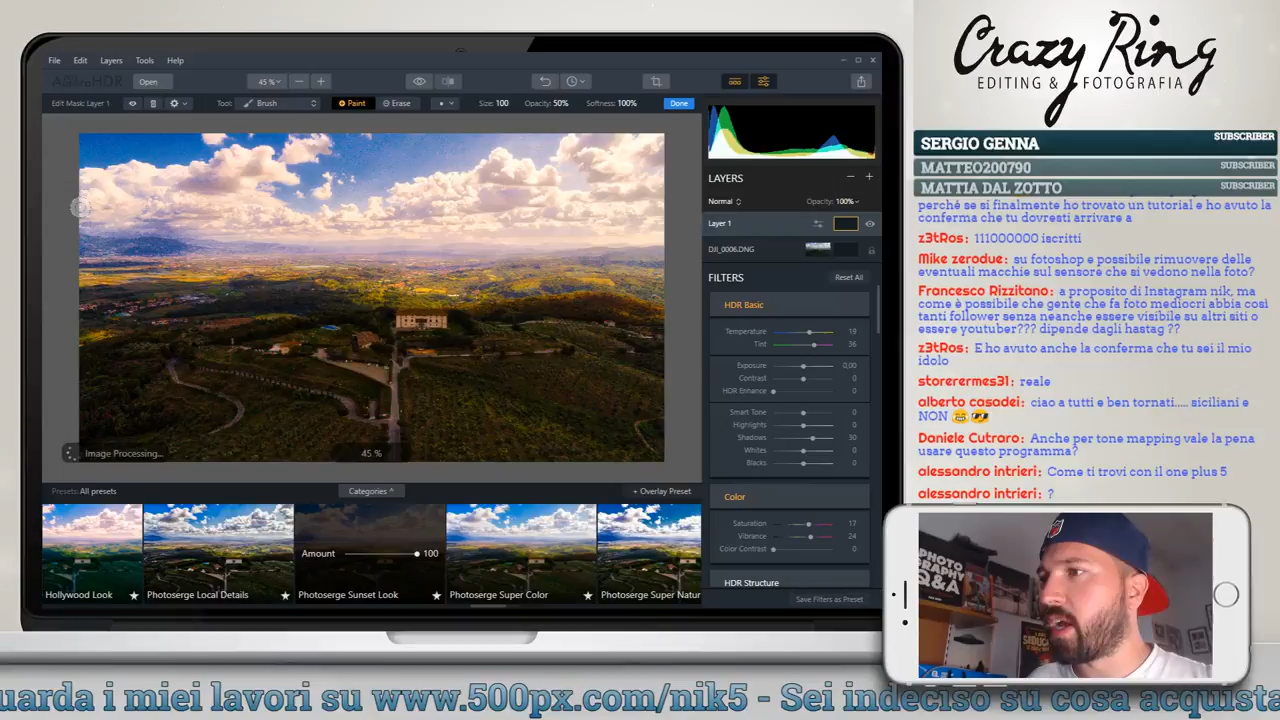 File Edit Layers Tools Help
AuroraHDR Open 45 %
Edit Mask: Layer 1 Tool: Brush Paint Erase Size: 100 Opacity: 50% Softness: 100% Done
Image Processing... 45 %
Presets: All presets Categories ^ + Overlay Preset
Amount 100
Hollywood Look ★ Photoserge Local Details ★ Photoserge Sunset Look ★ Photoserge Super Color ★ Photoserge Super Natur
LAYERS
Normal Opacity: 100%
Layer 1
DJI_0006.DNG
FILTERS Reset All
HDR Basic
Temperature 19
Tint 36
Exposure 0,00
Contrast 0
HDR Enhance 0
Smart Tone 0
Highlights 0
Shadows 30
Whites 0
Blacks 0
Color
Saturation 17
Vibrance 24
Color Contrast 0
HDR Structure
Save Filters as Preset
Crazy Ring
EDITING & FOTOGRAFIA
SERGIO GENNA SUBSCRIBER
MATTEO200790 SUBSCRIBER
MATTIA DAL ZOTTO SUBSCRIBER
perché se si finalmente ho trovato un tutorial e ho avuto la
conferma che tu dovresti arrivare a
z3tRos: 111000000 iscritti
Mike zerodue: su fotoshop e possibile rimuovere delle
eventuali macchie sul sensore che si vedono nella foto?
Francesco Rizzitano: a proposito di Instagram nik, ma
come è possibile che gente che fa foto mediocri abbia così
tanti follower senza neanche essere visibile su altri siti o
essere youtuber??? dipende dagli hastag ??
z3tRos: E ho avuto anche la conferma che tu sei il mio
idolo
storerermes31: reale
alberto casadei: ciao a tutti e ben tornati..... siciliani e
NON 😂😎
Daniele Cutraro: Anche per tone mapping vale la pena
usare questo programma?
alessandro intrieri: Come ti trovi con il one plus 5
alessandro intrieri: ?
PHOTOGRAPHY Q&A
uarda i miei lavori su www.500px.com/nik5 - Sei indeciso su cosa acquista